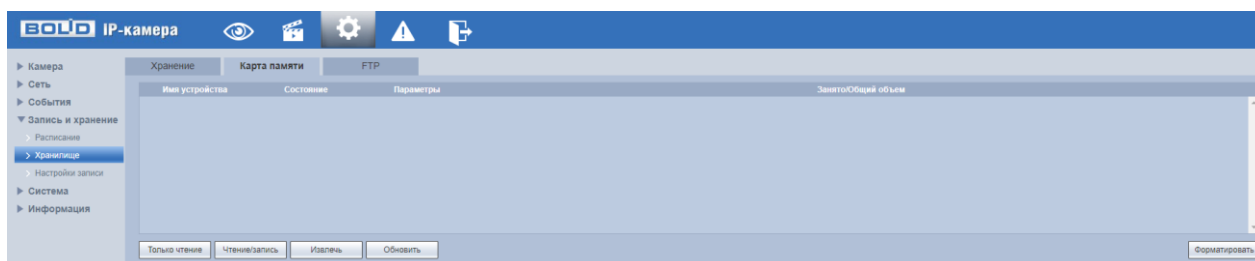 BOLID IP-камера
Камера
Сеть
События
Запись и хранение
Расписание
Хранилище
Настройки записи
Система
Информация
Хранение Карта памяти FTP
Имя устройства Состояние Параметры Занято/Общий объем
Только чтение Чтение/запись Извлечь Обновить Форматировать